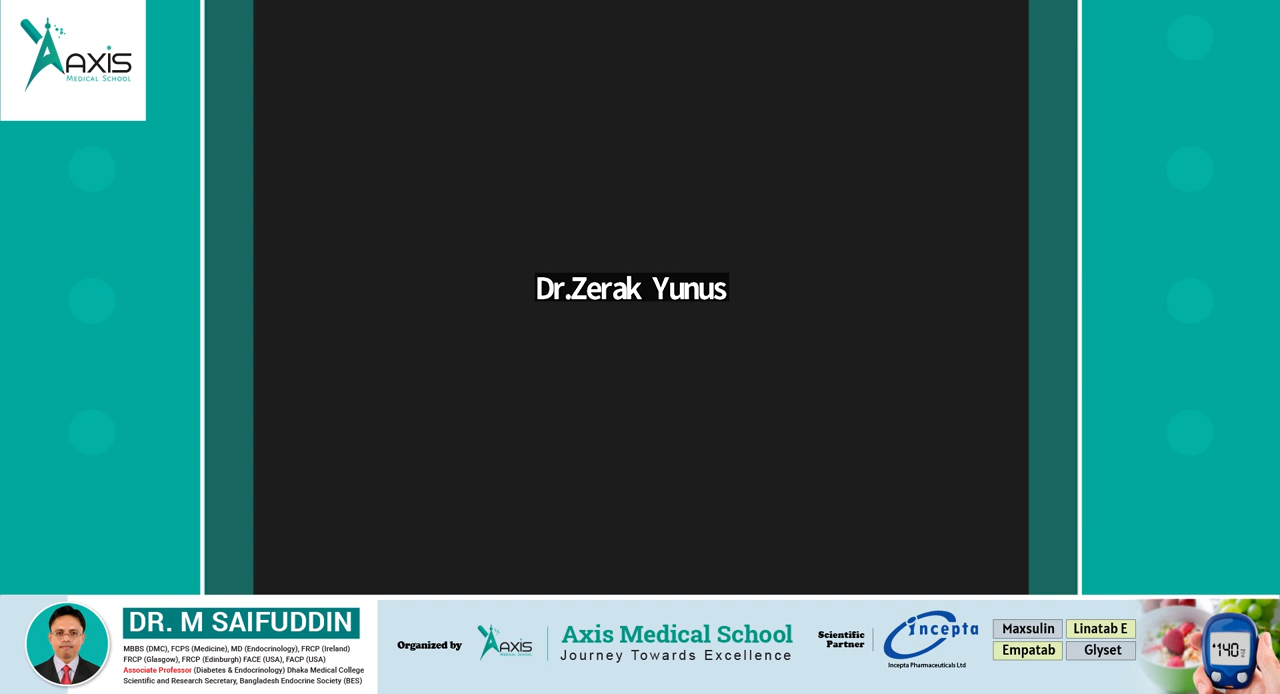 AXIS
MEDICAL SCHOOL
Dr.Zerak Yunus
DR. M SAIFUDDIN
MBBS (DMC), FCPS (Medicine), MD (Endocrinology), FRCP (Ireland)
FRCP (Glasgow), FRCP (Edinburgh) FACE (USA), FACP (USA)
Associate Professor (Diabetes & Endocrinology) Dhaka Medical College
Scientific and Research Secretary, Bangladesh Endocrine Society (BES)
Organized by
AXIS
MEDICAL SCHOOL
Axis Medical School
Journey Towards Excellence
Scientific
Partner
incepta
Incepta Pharmaceuticals Ltd
Maxsulin
Linatab E
Empatab
Glyset
140